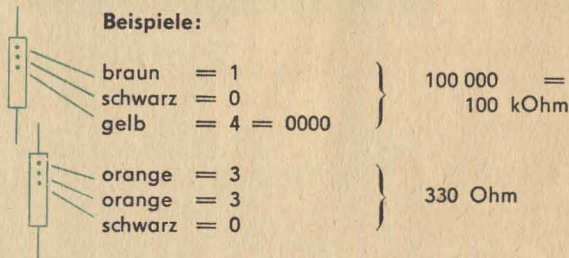 Beispiele:
braun = 1
schwarz = 0
gelb = 4 = 0000
100 000 =
100 kOhm
orange = 3
orange = 3
schwarz = 0
330 Ohm